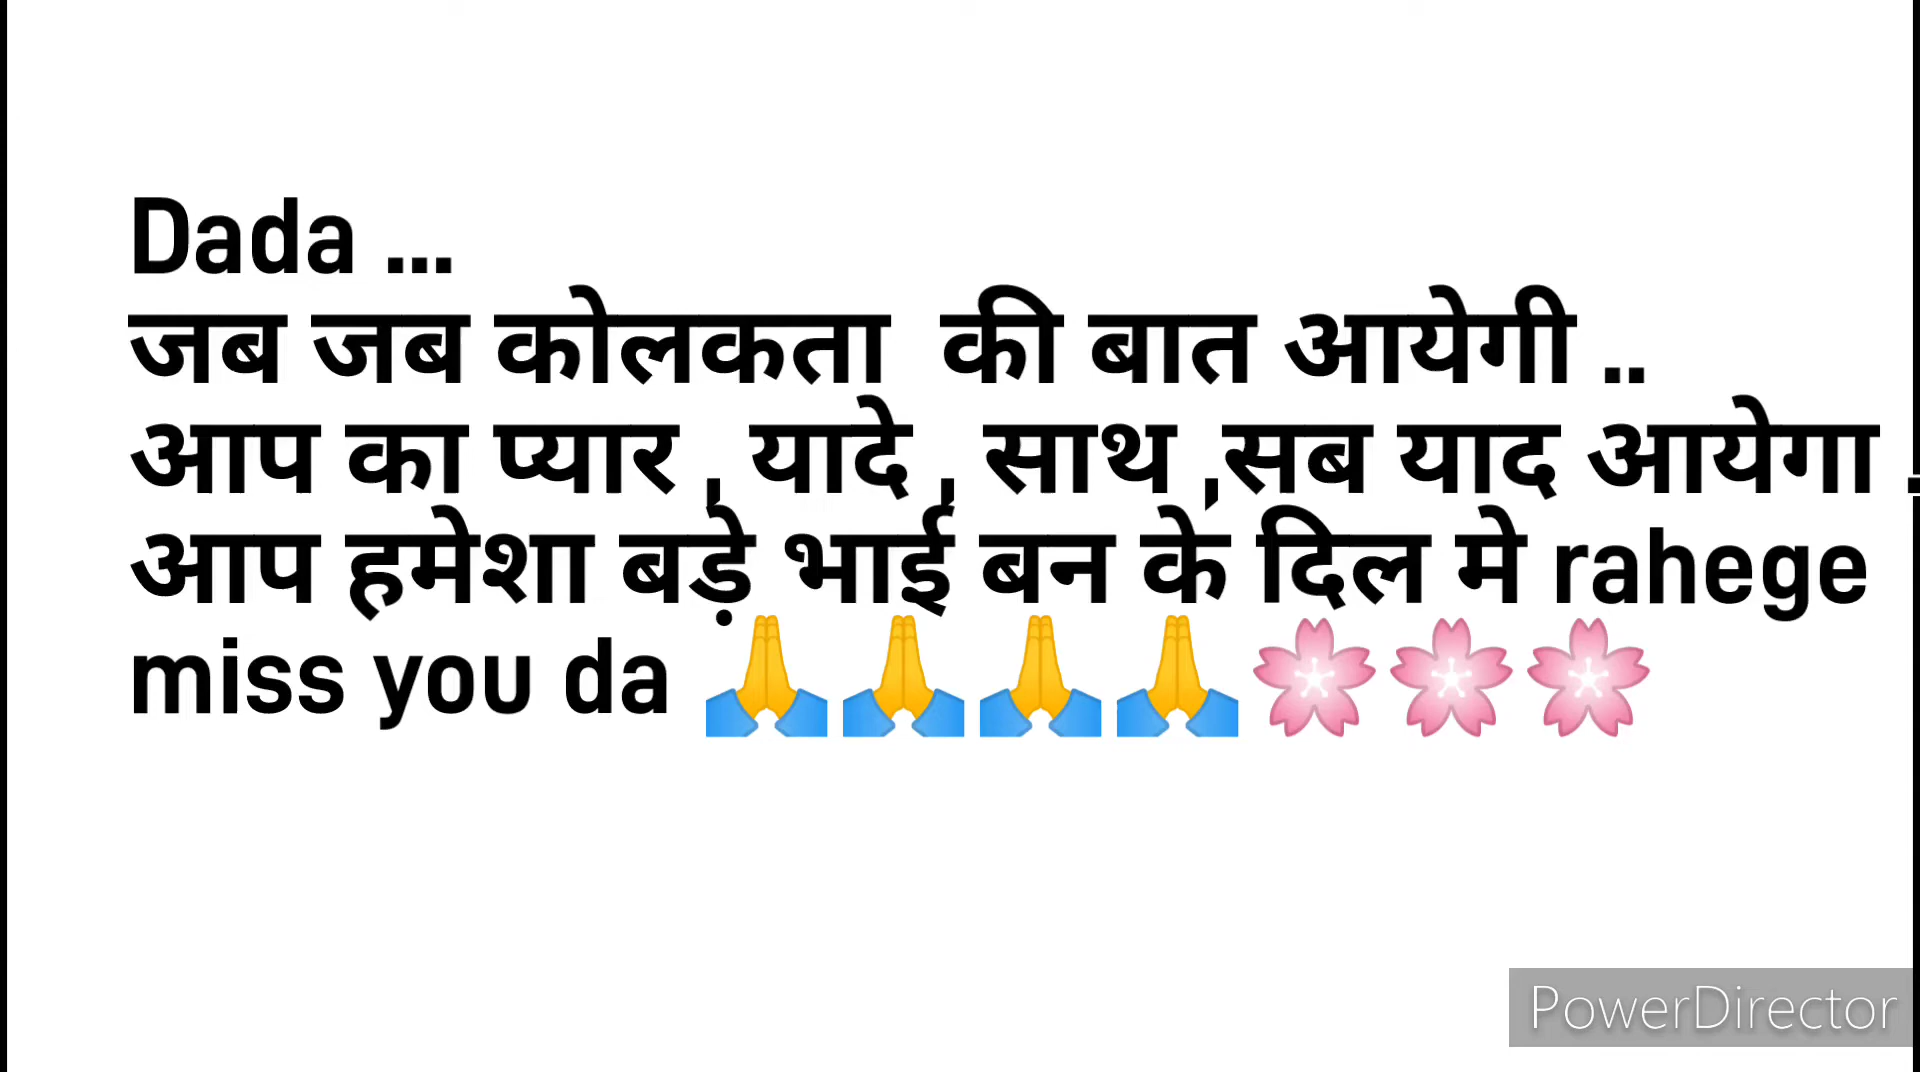 Dada ...
जब जब कोलकता की बात आयेगी ..
आप का प्यार , यादे , साथ ,सब याद आयेगा .
आप हमेशा बड़े भाई बन के दिल मे rahege
miss you da 🙏🙏🙏🙏🌸🌸🌸
PowerDirector